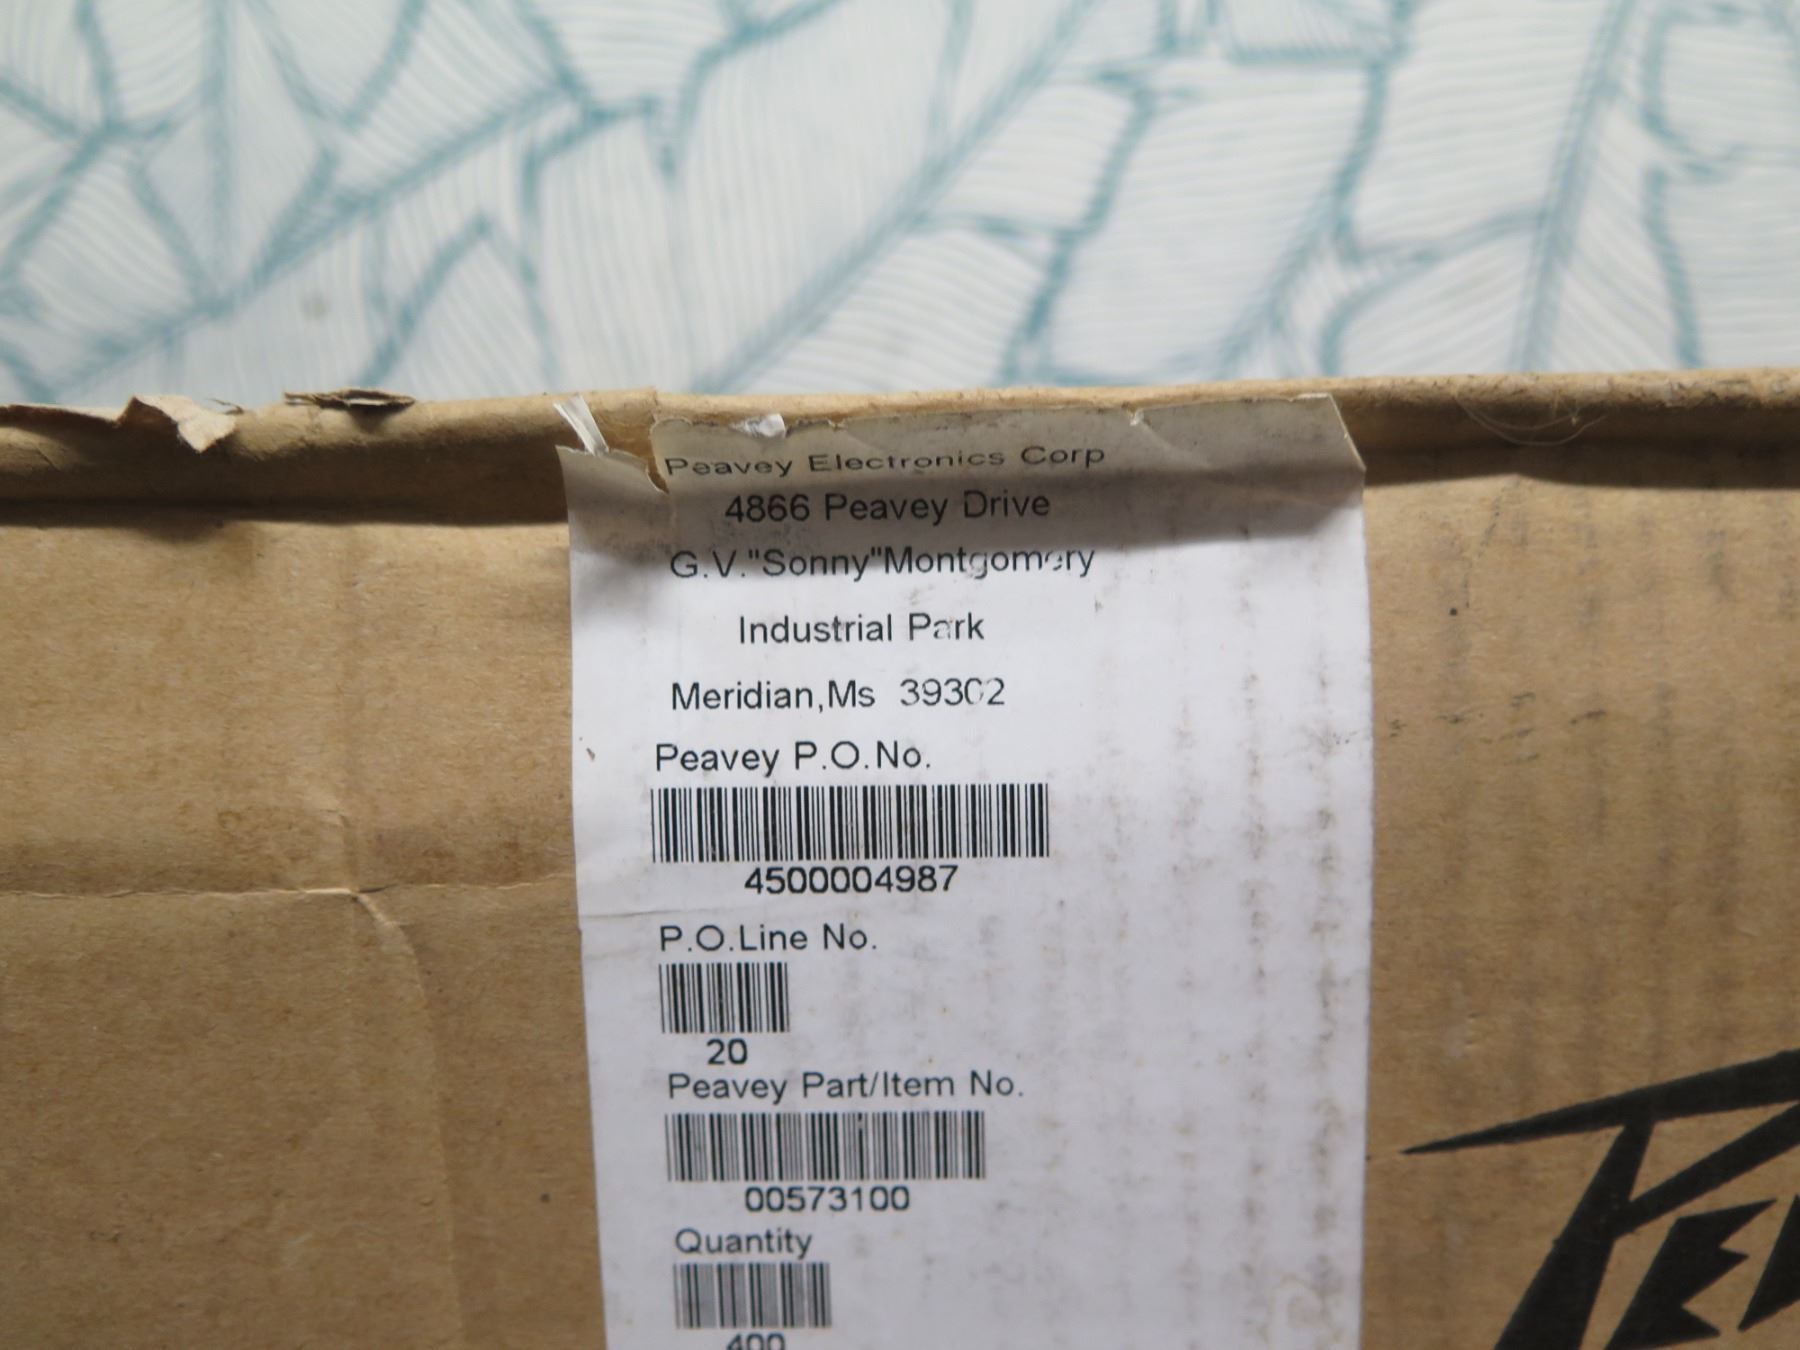 Peavey Electronics Corp
4866 Peavey Drive
G.V."Sonny"Montgomery
Industrial Park
Meridian,Ms 39302
Peavey P.O.No.
4500004987
P.O.Line No.
20
Peavey Part/Item No.
00573100
Quantity
400